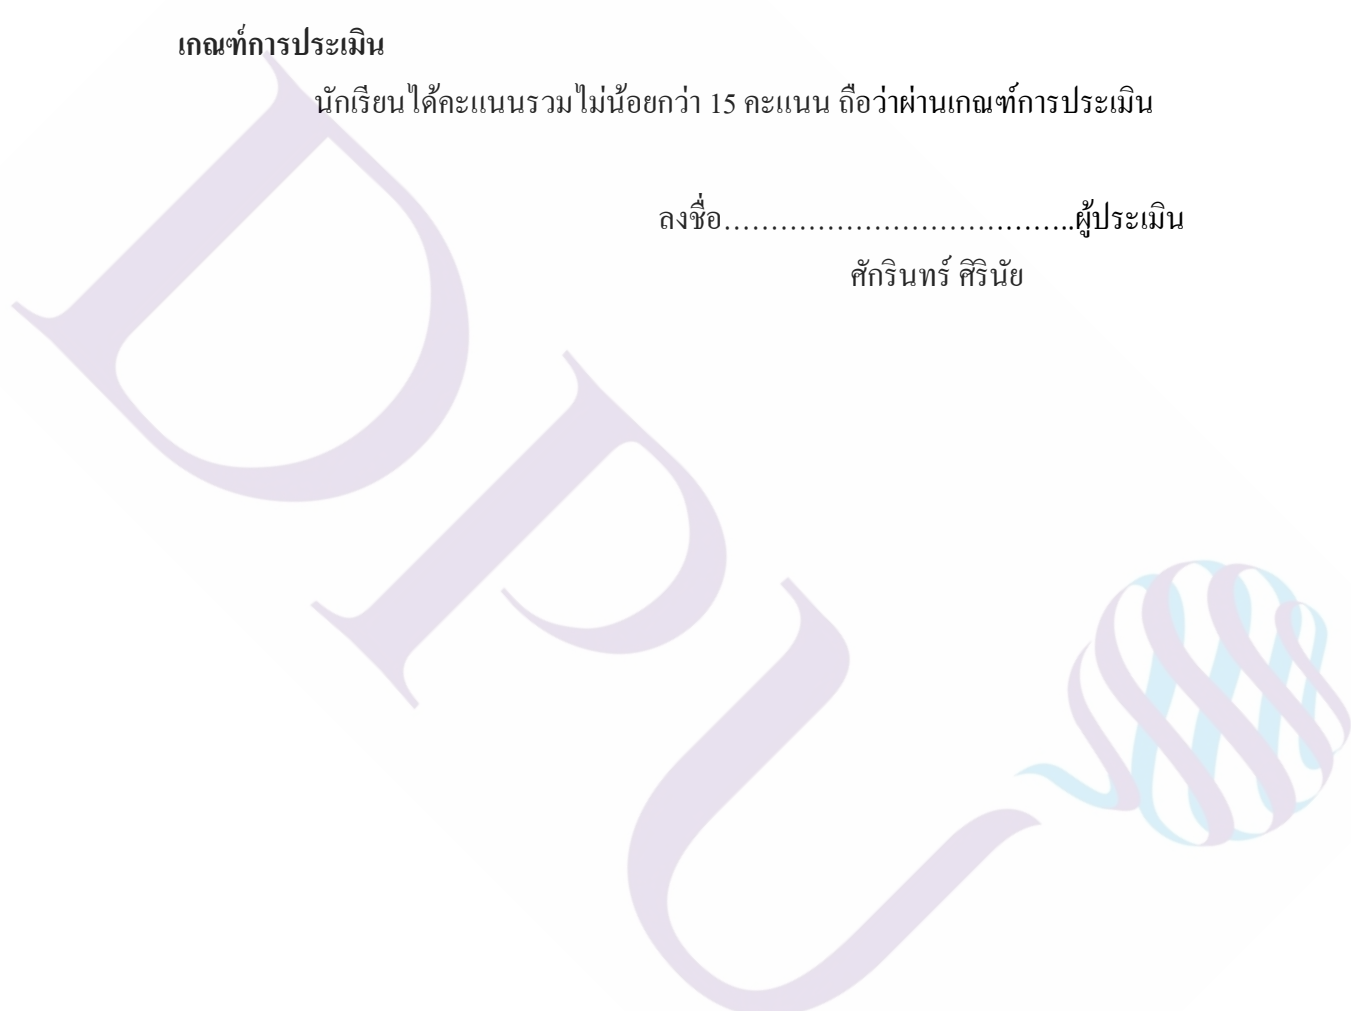 เกณฑ์การประเมิน
นักเรียนได้คะแนนรวมไม่น้อยกว่า 15 คะแนน ถือว่าผ่านเกณฑ์การประเมิน
ลงชื่อ…………………………….……..ผู้ประเมิน
ศักรินทร์ ศิรินัย
DPU